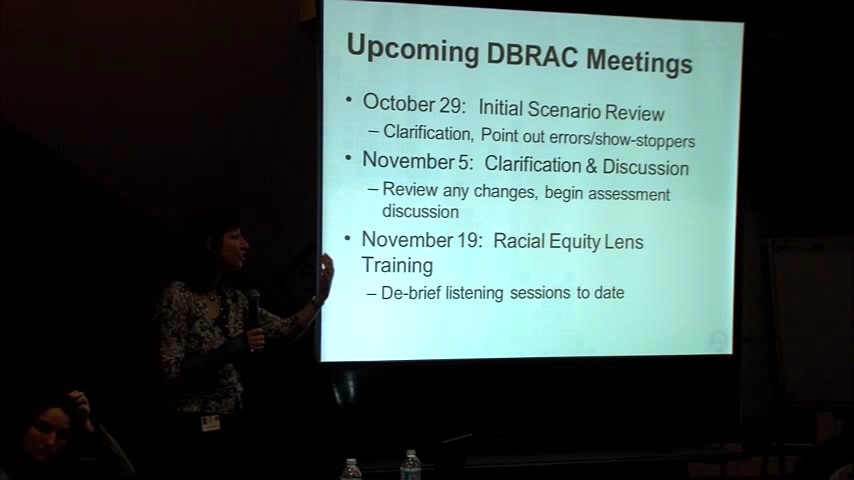 Upcoming DBRAC Meetings
• October 29: Initial Scenario Review
– Clarification, Point out errors/show-stoppers
• November 5: Clarification & Discussion
– Review any changes, begin assessment
discussion
• November 19: Racial Equity Lens
Training
– De-brief listening sessions to date